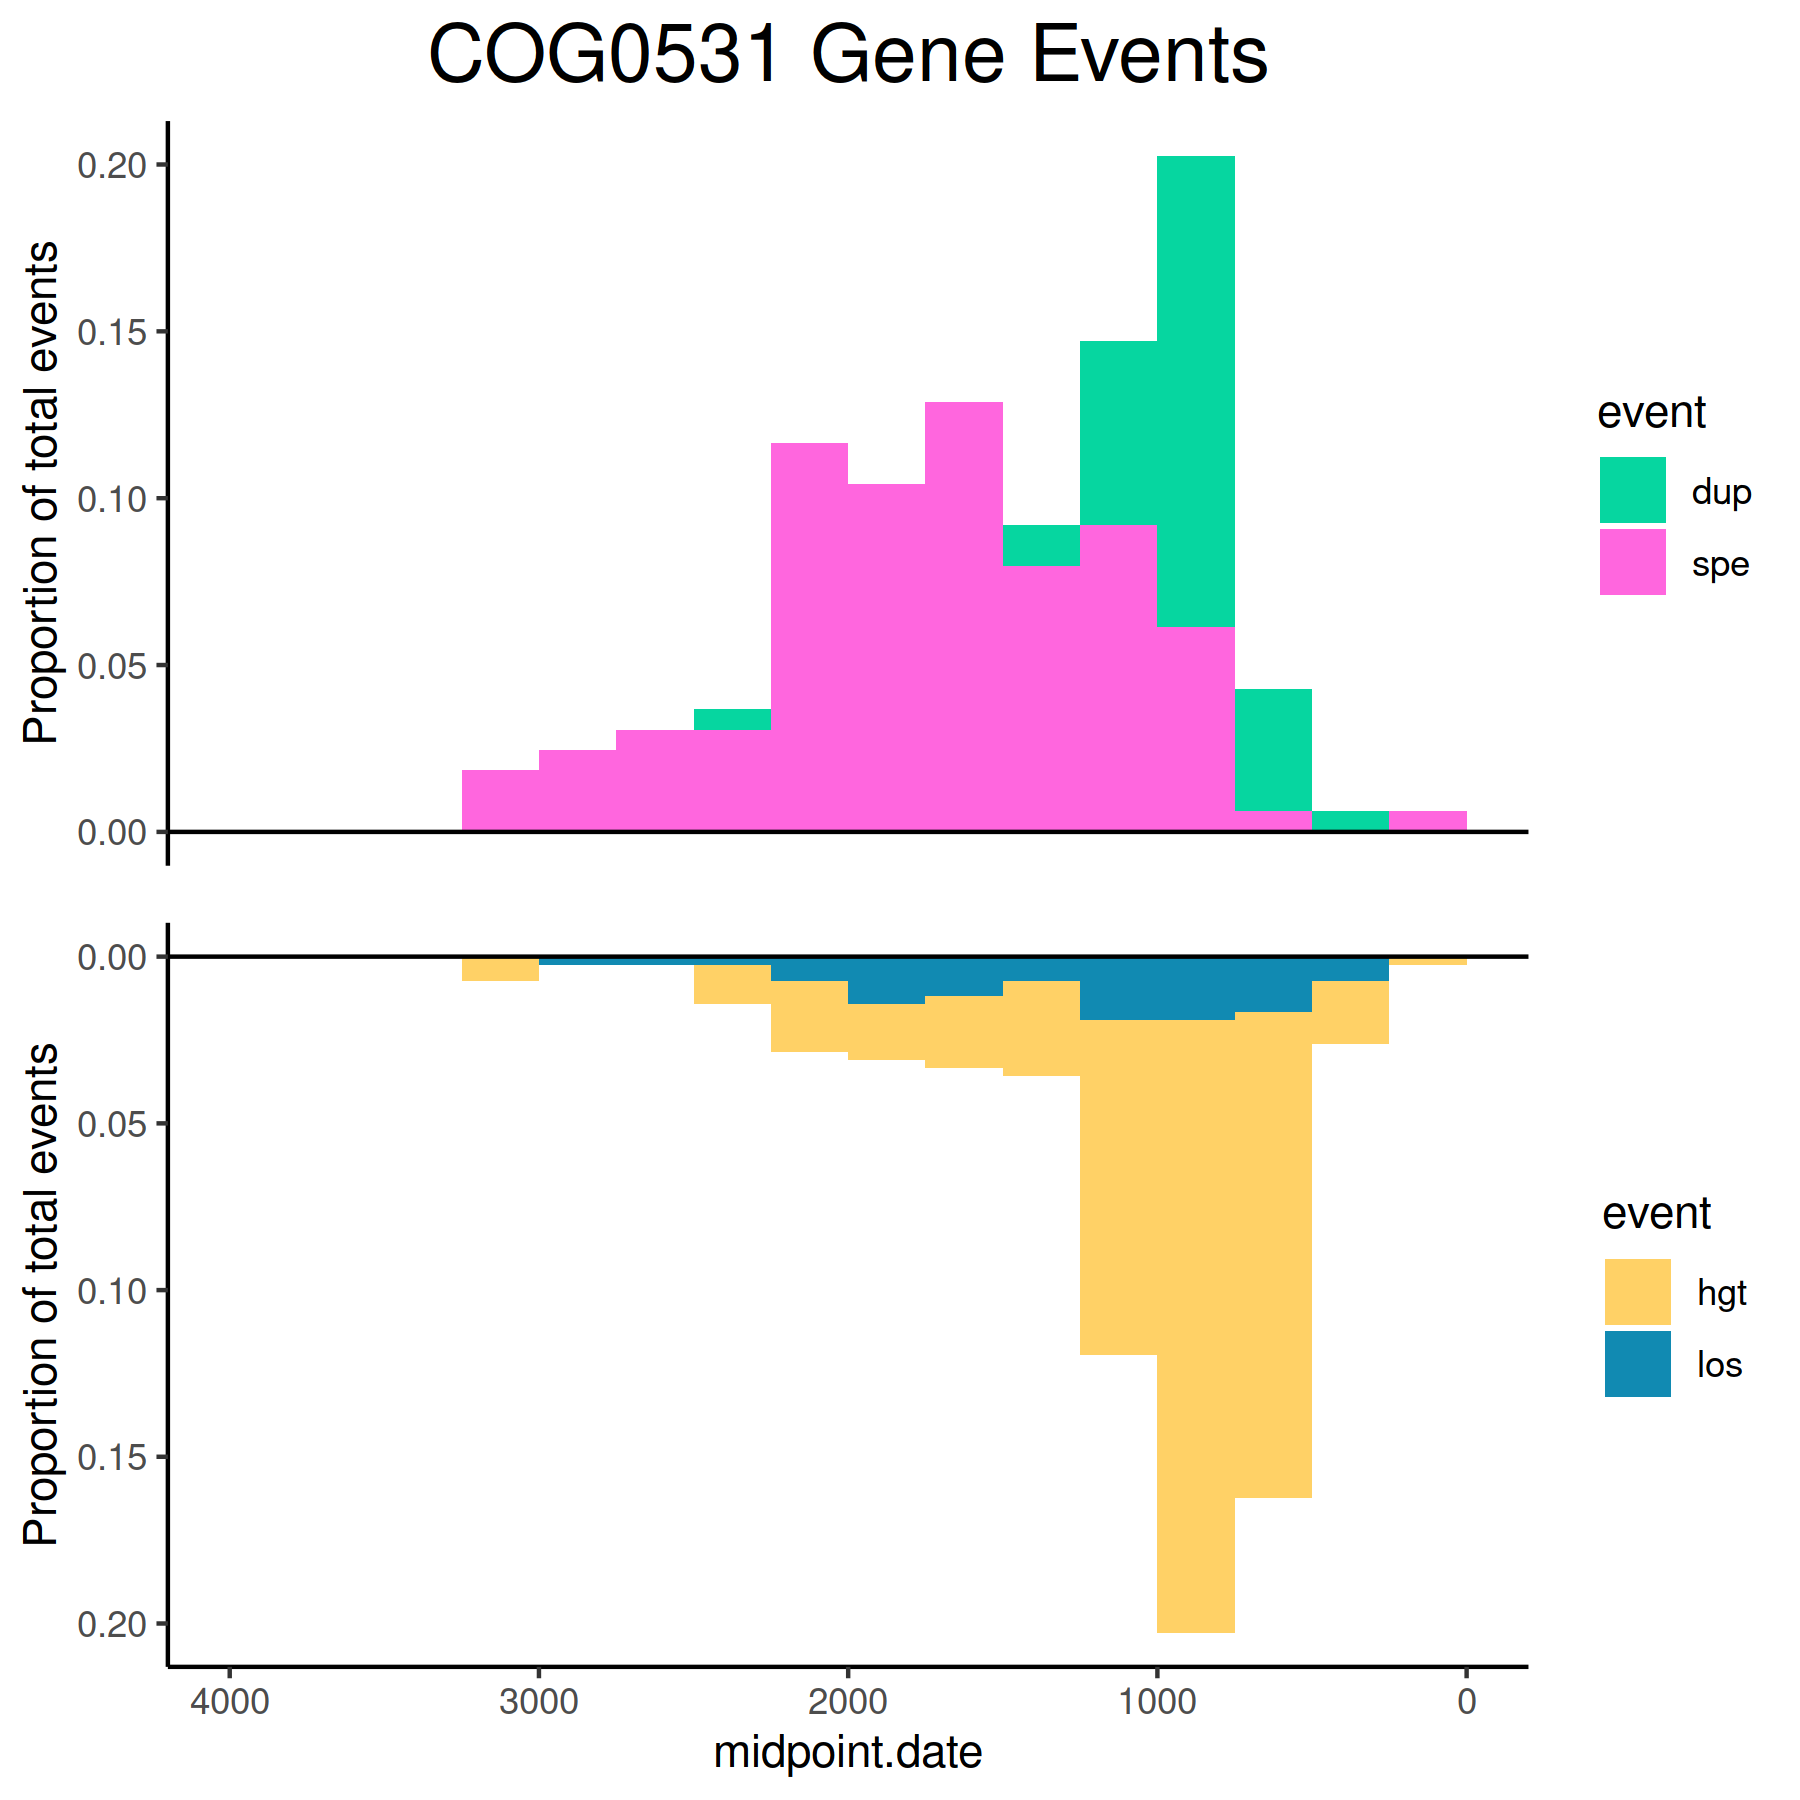 COG0531 Gene Events
Proportion of total events
0.20
0.15
0.10
0.05
0.00
event
dup
spe
Proportion of total events
0.00
0.05
0.10
0.15
0.20
event
hgt
los
4000 3000 2000 1000 0
midpoint.date